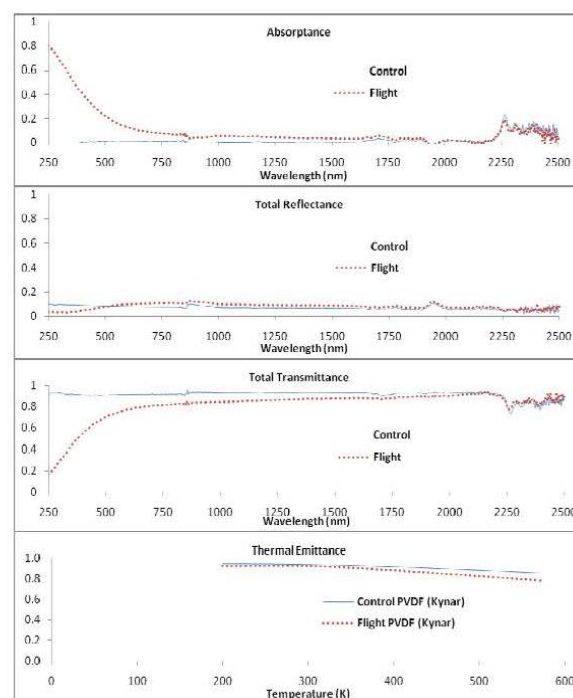 Absorptance
1
0.8
0.6
0.4
0.2
0
Control
Flight
250 500 750 1000 1250 1500 1750 2000 2250 2500
Wavelength (nm)
Total Reflectance
1
0.8
0.6
0.4
0.2
0
Control
Flight
250 500 750 1000 1250 1500 1750 2000 2250 2500
Wavelength (nm)
Total Transmittance
1
0.8
0.6
0.4
0.2
0
Control
Flight
250 500 750 1000 1250 1500 1750 2000 2250 2500
Wavelength (nm)
Thermal Emittance
1.0
0.8
0.6
0.4
0.2
0.0
Control PVDF (Kynar)
Flight PVDF (Kynar)
0 100 200 300 400 500 600
Temperature (K)